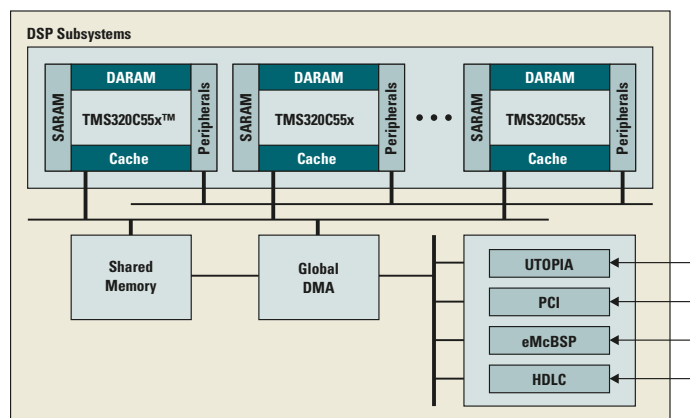 DSP Subsystems
SARAM
DARAM
TMS320C55x™
Cache
Peripherals
SARAM
DARAM
TMS320C55x
Cache
Peripherals
• • •
SARAM
DARAM
TMS320C55x
Cache
Peripherals
Shared
Memory
Global
DMA
UTOPIA
PCI
eMcBSP
HDLC